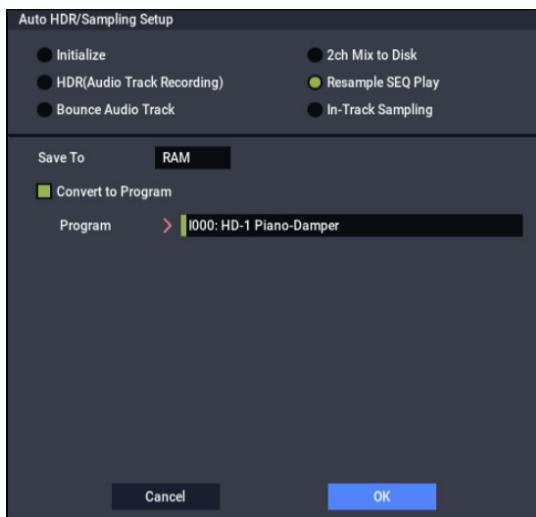 Auto HDR/Sampling Setup
Initialize
2ch Mix to Disk
HDR(Audio Track Recording)
Resample SEQ Play
Bounce Audio Track
In-Track Sampling
Save To RAM
Convert to Program
Program I000: HD-1 Piano-Damper
Cancel OK